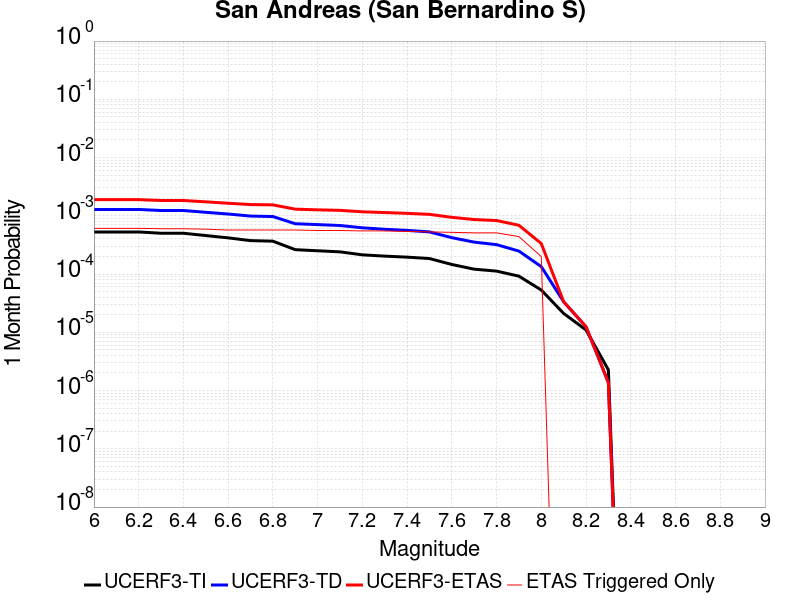 San Andreas (San Bernardino S)
10^0
10^-1
10^-2
10^-3
10^-4
10^-5
10^-6
10^-7
10^-8
1 Month Probability
6 6.2 6.4 6.6 6.8 7 7.2 7.4 7.6 7.8 8 8.2 8.4 8.6 8.8 9
Magnitude
UCERF3-TI UCERF3-TD UCERF3-ETAS ETAS Triggered Only